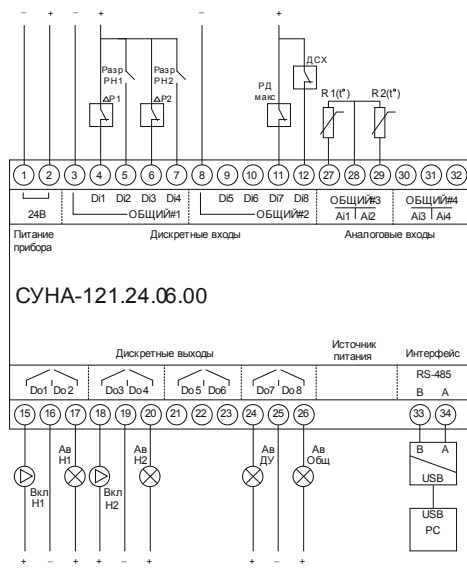 − + − + − +
Разр
РН1
Разр
РН2
ΔP1
ΔP2
РД
макс
ДСХ
R1(t°)
R2(t°)
1 2 3 4 5 6 7 8 9 10 11 12 27 28 29 30 31 32
Di1 Di2 Di3 Di4 Di5 Di6 Di7 Di8
24В
ОБЩИЙ#1
ОБЩИЙ#2
ОБЩИЙ#3
ОБЩИЙ#4
Ai1 Ai2
Ai3 Ai4
Питание
прибора
Дискретные входы
Аналоговые входы
СУНА-121.24.06.00
Дискретные выходы
Источник
питания
Интерфейс
RS-485
B A
Do1 Do2
Do3 Do4
Do5 Do6
Do7 Do8
15 16 17 18 19 20 21 22 23 24 25 26 33 34
Ав
Н1
Ав
Н2
Ав
ДУ
Ав
Общ
Вкл
Н1
Вкл
Н2
B A
USB
USB
PC
+ − + + − + + − +